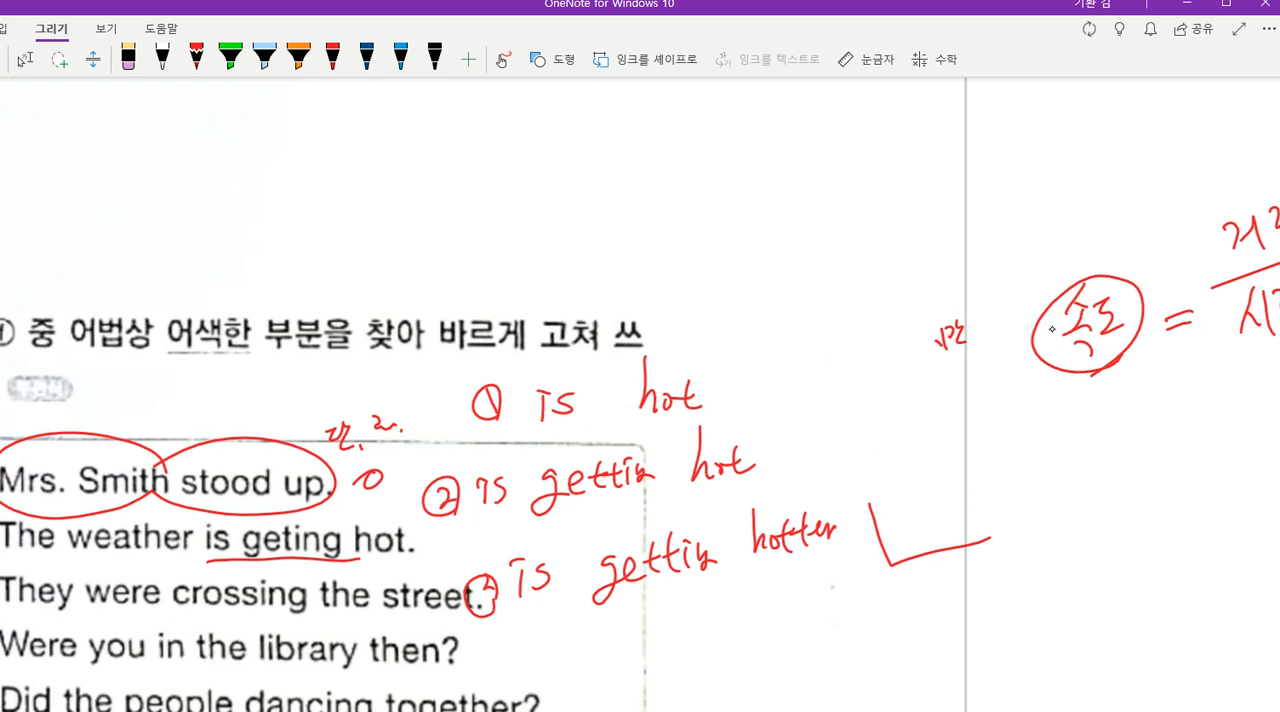 OneNote for Windows 10
기환 김
그리기 보기 도움말
공유
도형 잉크를 셰이프로 잉크를 텍스트로 눈금자 수학
중 어법상 어색한 부분을 찾아 바르게 고쳐 쓰
① is hot
Mrs. Smith stood up.
② is gettin hot
The weather is geting hot.
is gettin hotter
They were crossing the street.
Were you in the library then?
Did the people dancing together?
속도 =